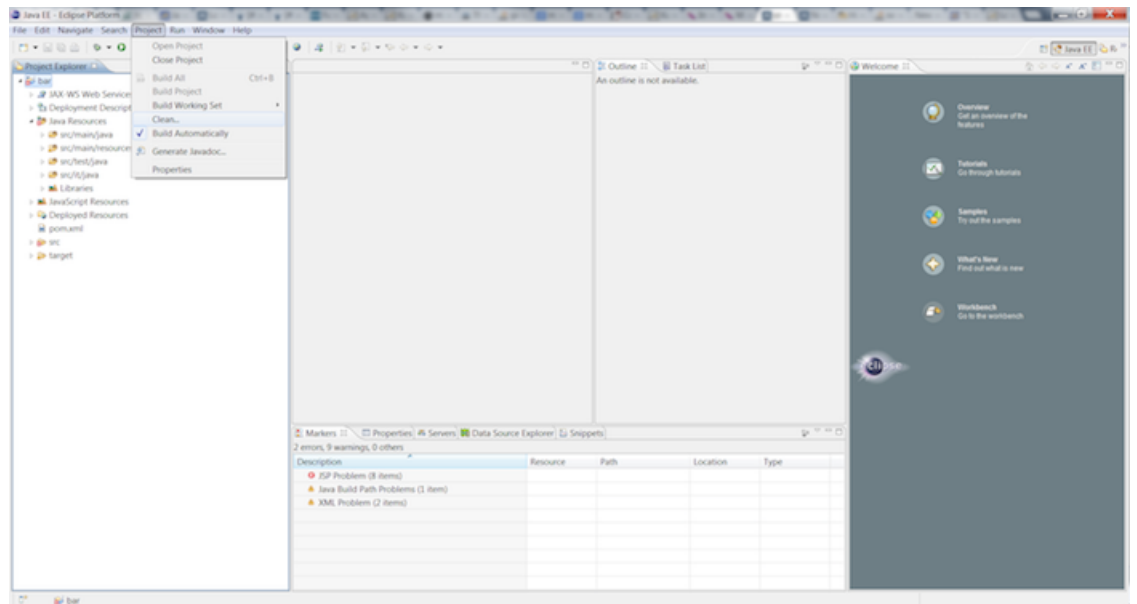 Java EE - Eclipse Platform
File Edit Navigate Search Project Run Window Help
Open Project
Close Project
Build All Ctrl+B
Build Project
Build Working Set
Clean...
Build Automatically
Generate Javadoc...
Properties
Java EE
Project Explorer
bar
JAX-WS Web Service
Deployment Descript
Java Resources
src/main/java
src/main/resources
src/test/java
src/it/java
Libraries
JavaScript Resources
Deployed Resources
pom.xml
src
target
Outline Task List
An outline is not available.
Welcome
Overview
Get an overview of the
features
Tutorials
Go through tutorials
Samples
Try out the samples
What's New
Find out what is new
Workbench
Go to the workbench
eclipse
Markers Properties Servers Data Source Explorer Snippets
2 errors, 9 warnings, 0 others
Description Resource Path Location Type
JSP Problem (8 items)
Java Build Path Problems (1 item)
XML Problem (2 items)
bar